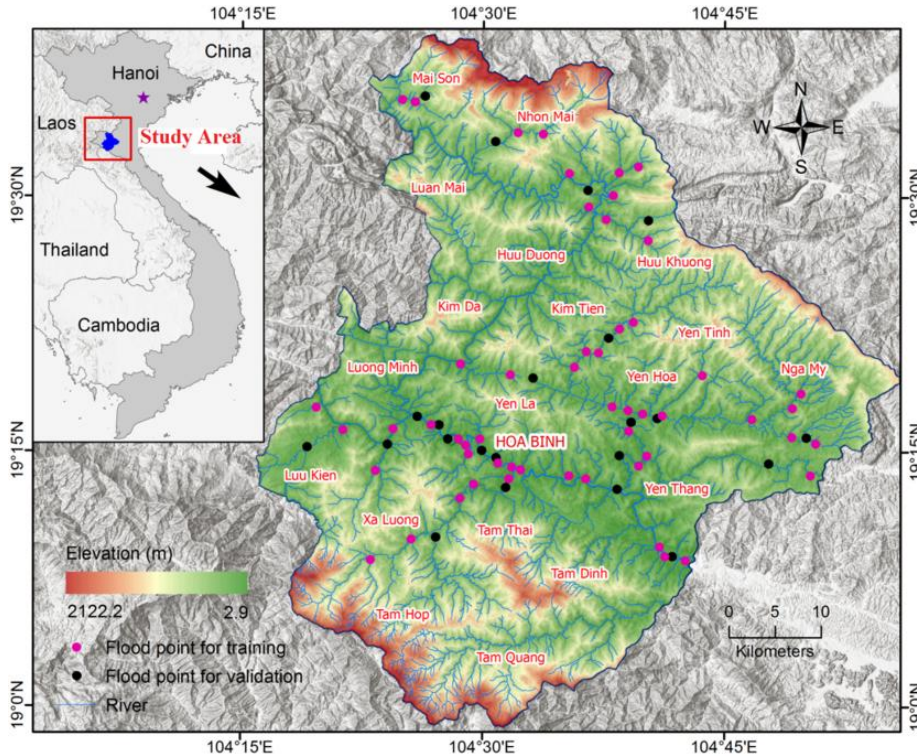 104°15'E
104°30'E
104°45'E
China
Hanoi
Laos
Study Area
Thailand
Cambodia
N
W
E
S
19°30'N
19°30'N
Mai Son
Nhon Mai
Luan Mai
Huu Duong
Huu Khuong
Kim Da
Kim Tien
Yen Tinh
Luong Minh
Nga My
Yen Hoa
Yen La
19°15'N
HOA BINH
19°15'N
Luu Kien
Yen Thang
Xa Luong
Tam Thai
Tam Dinh
Tam Hop
Tam Quang
Elevation (m)
2122.2
2.9
Flood point for training
Flood point for validation
River
0
5
10
Kilometers
19°0'N
19°0'N
104°15'E
104°30'E
104°45'E